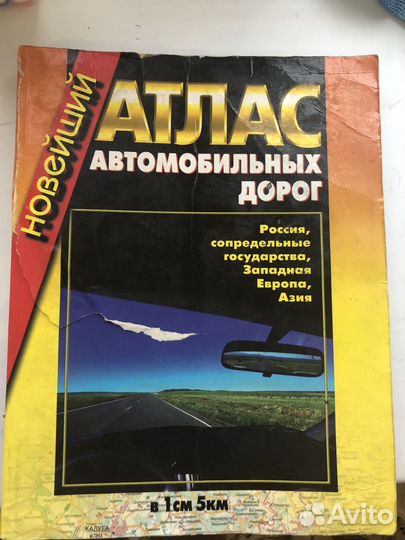 новейший
АТЛАС
АВТОМОБИЛЬНЫХ
ДОРОГ
Россия,
сопредельные
государства,
Западная
Европа,
Азия
в 1см 5км
КАЛУГА
Avito